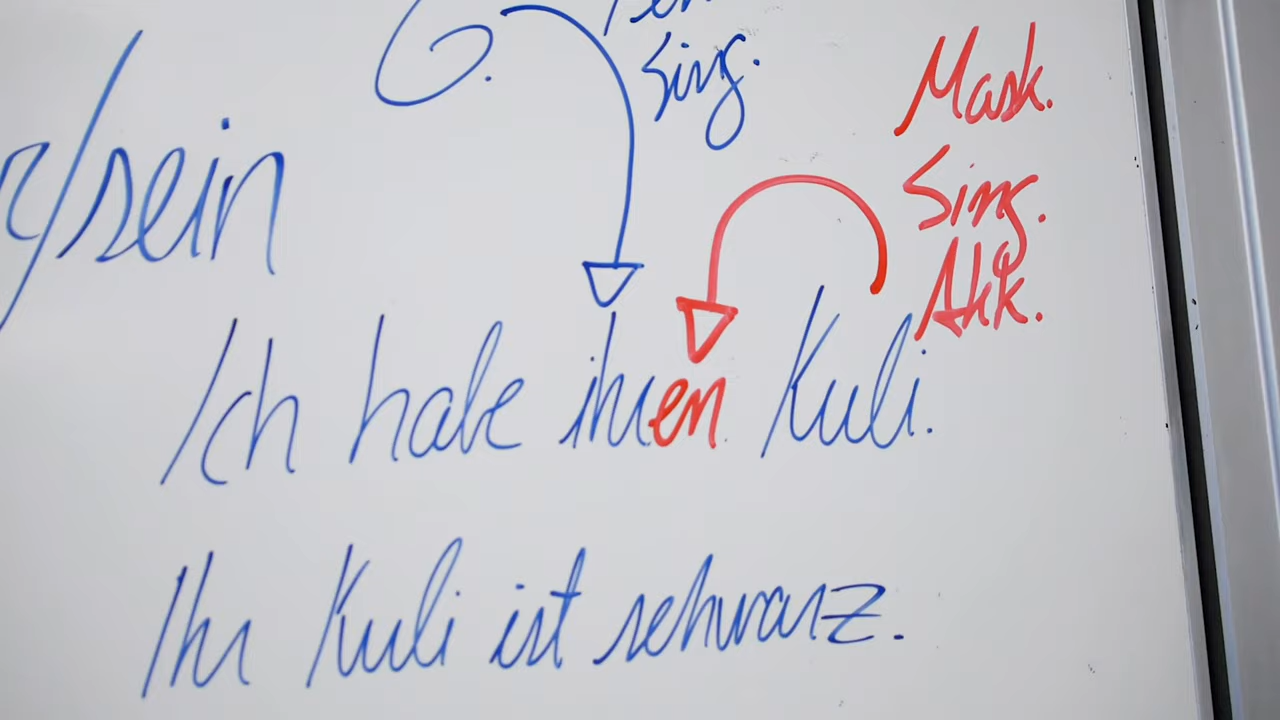 G.
Sing.
Mask.
Sing.
Akk.
r/sein
Ich habe ihren Kuli.
Ihr Kuli ist schwarz.